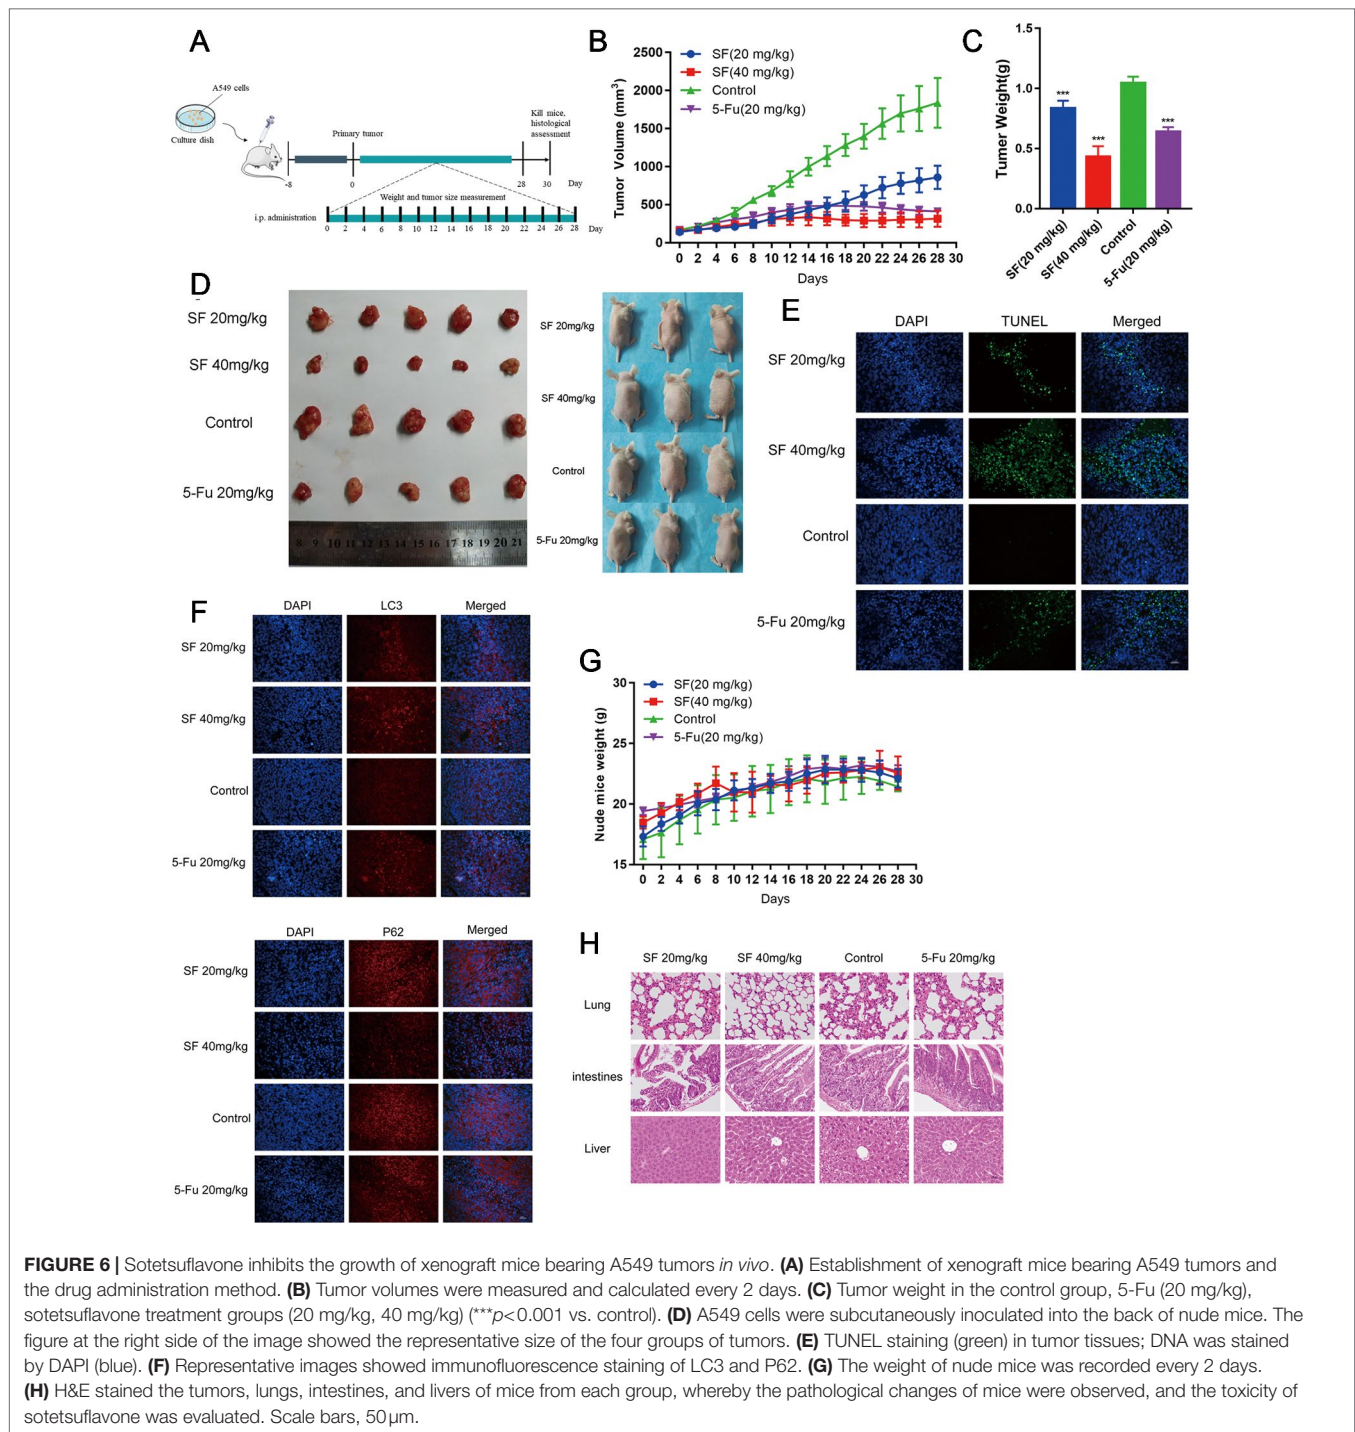 A
A549 cells
Culture dish
Primary tumor
Kill mice,
histological
assessment
-8
0
28
30
Day
Weight and tumor size measurement
i.p. administration
0 2 4 6 8 10 12 14 16 18 20 22 24 26 28 Day
B
SF(20 mg/kg)
SF(40 mg/kg)
Control
5-Fu(20 mg/kg)
Tumor Volume (mm³)
2500
2000
1500
1000
500
0
0 2 4 6 8 10 12 14 16 18 20 22 24 26 28 30
Days
C
Tumer Weight(g)
1.5
1.0
0.5
0.0
*** *** ***
SF(20 mg/kg)
SF(40 mg/kg)
Control
5-Fu(20 mg/kg)
D
SF 20mg/kg
SF 40mg/kg
Control
5-Fu 20mg/kg
8 9 10 11 12 13 14 15 16 17 18 19 20 21
SF 20mg/kg
SF 40mg/kg
Control
5-Fu 20mg/kg
E
DAPI TUNEL Merged
SF 20mg/kg
SF 40mg/kg
Control
5-Fu 20mg/kg
F
DAPI LC3 Merged
SF 20mg/kg
SF 40mg/kg
Control
5-Fu 20mg/kg
DAPI P62 Merged
SF 20mg/kg
SF 40mg/kg
Control
5-Fu 20mg/kg
G
SF(20 mg/kg)
SF(40 mg/kg)
Control
5-Fu(20 mg/kg)
Nude mice weight (g)
30
25
20
15
0 2 4 6 8 10 12 14 16 18 20 22 24 26 28 30
Days
H
SF 20mg/kg SF 40mg/kg Control 5-Fu 20mg/kg
Lung
intestines
Liver
FIGURE 6 | Sotetsuflavone inhibits the growth of xenograft mice bearing A549 tumors in vivo. (A) Establishment of xenograft mice bearing A549 tumors and
the drug administration method. (B) Tumor volumes were measured and calculated every 2 days. (C) Tumor weight in the control group, 5-Fu (20 mg/kg),
sotetsuflavone treatment groups (20 mg/kg, 40 mg/kg) (***p<0.001 vs. control). (D) A549 cells were subcutaneously inoculated into the back of nude mice. The
figure at the right side of the image showed the representative size of the four groups of tumors. (E) TUNEL staining (green) in tumor tissues; DNA was stained
by DAPI (blue). (F) Representative images showed immunofluorescence staining of LC3 and P62. (G) The weight of nude mice was recorded every 2 days.
(H) H&E stained the tumors, lungs, intestines, and livers of mice from each group, whereby the pathological changes of mice were observed, and the toxicity of
sotetsuflavone was evaluated. Scale bars, 50 µm.